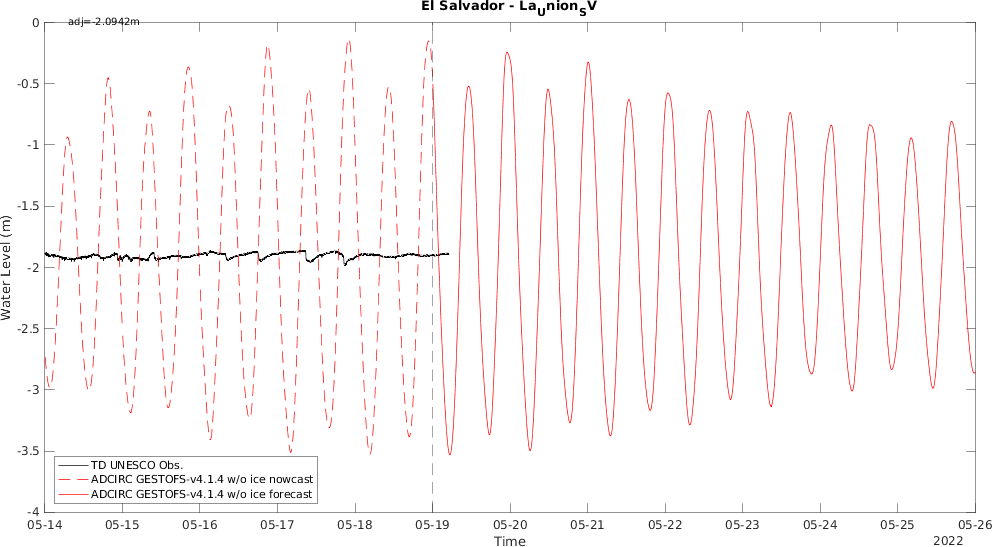 El Salvador - LaUnionSV
adj=-2.0942m
0
-0.5
-1
-1.5
-2
-2.5
-3
-3.5
-4
Water Level (m)
TD UNESCO Obs.
ADCIRC GESTOFS-v4.1.4 w/o ice nowcast
ADCIRC GESTOFS-v4.1.4 w/o ice forecast
05-14 05-15 05-16 05-17 05-18 05-19 05-20 05-21 05-22 05-23 05-24 05-25 05-26
Time
2022